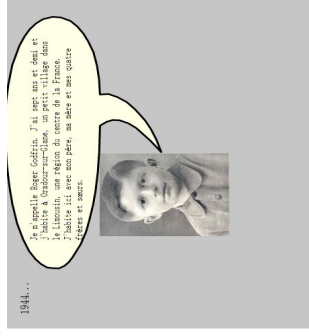 1944...
Je m'appelle Roger Godfrin. J'ai sept ans et demi et
j'habite à Oradour-sur-Glane, un petit village dans
le Limousin, une région du centre de la France.
J'habite ici avec mon père, ma mère et mes quatre
frères et sœurs.